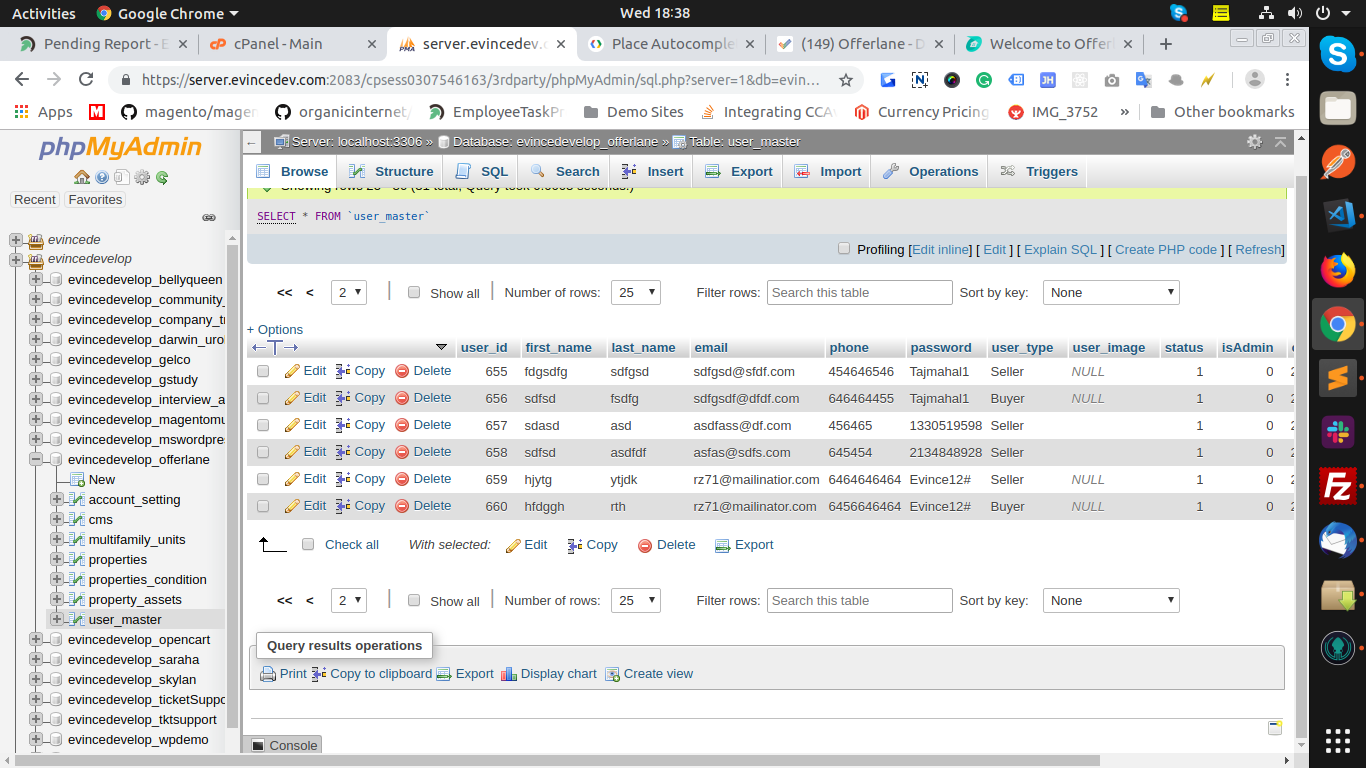 Activities Google Chrome Wed 18:38
Pending Report - E cPanel - Main server.evincedev.c Place Autocomple (149) Offerlane - D Welcome to Offer
https://server.evincedev.com:2083/cpsess0307546163/3rdparty/phpMyAdmin/sql.php?server=1&db=evin...
Apps magento/magen organicinternet/ EmployeeTaskPr Demo Sites Integrating CCAv Currency Pricing IMG_3752 » Other bookmarks
phpMyAdmin
Recent Favorites
evincede
evincedevelop
evincedevelop_bellyqueen
evincedevelop_community_
evincedevelop_company_tr
evincedevelop_darwin_uro
evincedevelop_gelco
evincedevelop_gstudy
evincedevelop_interview_a
evincedevelop_magentomu
evincedevelop_mswordpres
evincedevelop_offerlane
New
account_setting
cms
multifamily_units
properties
properties_condition
property_assets
user_master
evincedevelop_opencart
evincedevelop_saraha
evincedevelop_skylan
evincedevelop_ticketSuppo
evincedevelop_tktsupport
evincedevelop_wpdemo
Server: localhost:3306 » Database: evincedevelop_offerlane » Table: user_master
Browse Structure SQL Search Insert Export Import Operations Triggers
SELECT * FROM `user_master`
Profiling [Edit inline] [ Edit ] [ Explain SQL ] [ Create PHP code ] [ Refresh]
<< < 2 Show all Number of rows: 25 Filter rows: Search this table Sort by key: None
+ Options
user_id first_name last_name email phone password user_type user_image status isAdmin
Edit Copy Delete 655 fdgsdfg sdfgsd sdfgsd@sfdf.com 454646546 Tajmahal1 Seller NULL 1 0 2
Edit Copy Delete 656 sdfsd fsdfg sdfgsdf@dfdf.com 646464455 Tajmahal1 Buyer NULL 1 0 2
Edit Copy Delete 657 sdasd asd asdfass@df.com 456465 1330519598 Seller 1 0 2
Edit Copy Delete 658 sdfsd asdfdf asfas@sdfs.com 645454 2134848928 Seller 1 0 2
Edit Copy Delete 659 hjytg ytjdk rz71@mailinatior.com 6464646464 Evince12# Seller NULL 1 0 2
Edit Copy Delete 660 hfdggh rth rz71@mailinator.com 6456646464 Evince12# Buyer NULL 1 0 2
Check all With selected: Edit Copy Delete Export
<< < 2 Show all Number of rows: 25 Filter rows: Search this table Sort by key: None
Query results operations
Print Copy to clipboard Export Display chart Create view
Console